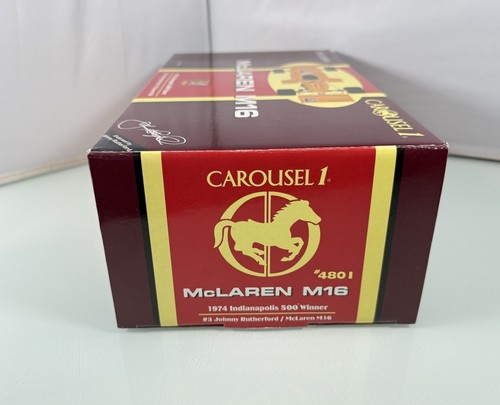 McLAREN M16
CAROUSEL 1
CAROUSEL 1
#4801
McLAREN M16
1974 Indianapolis 500 Winner
#3 Johnny Rutherford / McLaren M16